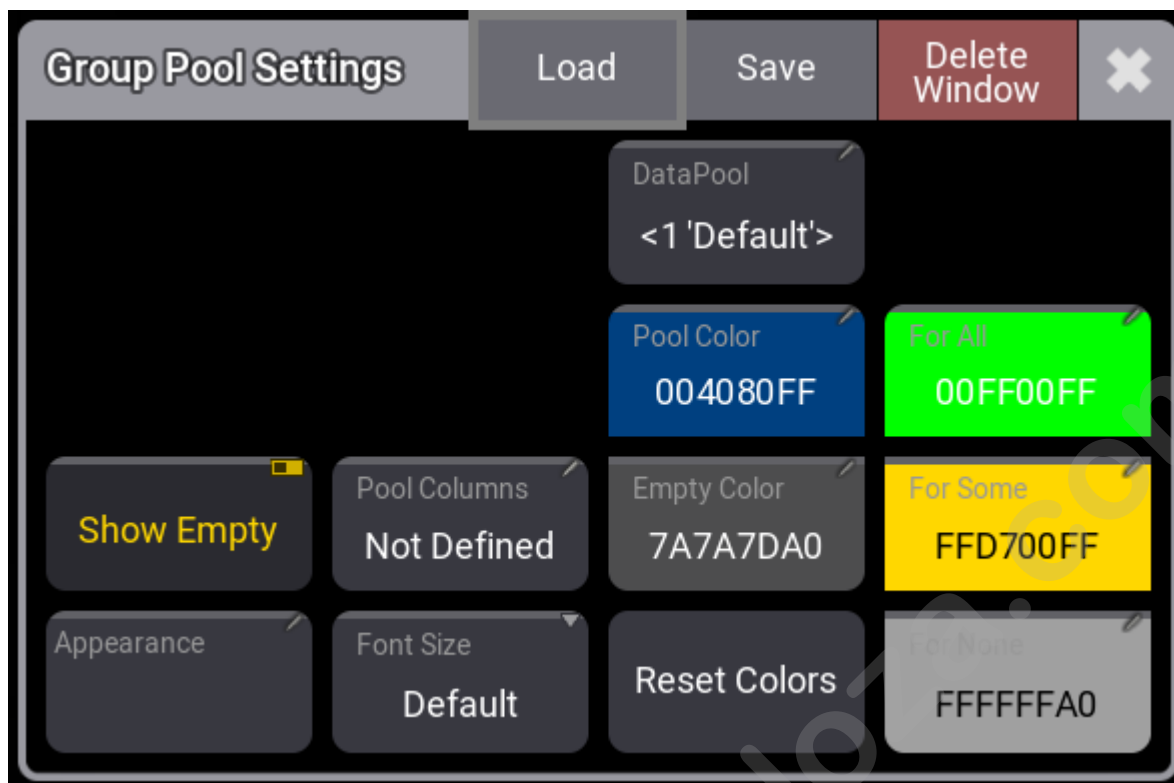 Group Pool Settings
Load
Save
Delete
Window
DataPool
<1 'Default'>
Pool Color
004080FF
For All
00FF00FF
Show Empty
Pool Columns
Not Defined
Empty Color
7A7A7DA0
For Some
FFD700FF
Appearance
Font Size
Default
Reset Colors
For None
FFFFFFA0